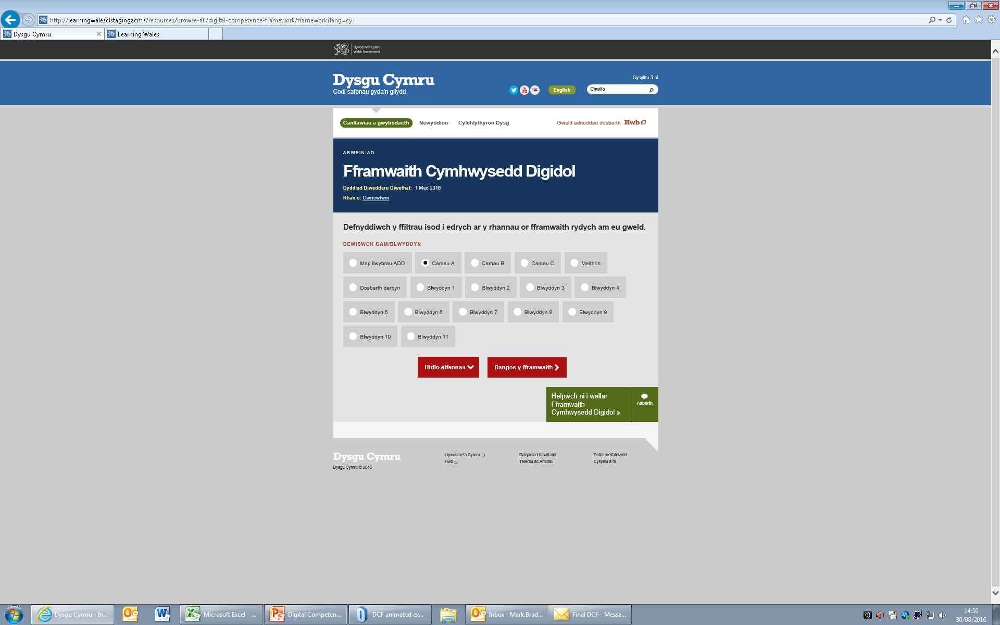 http://learningwalesclstagingacm7/resources/browse-all/digital-competence-framework/framework?lang=cy
Dysgu Cymru
Learning Wales
Llywodraeth Cymru
Welsh Government
Dysgu Cymru
Codi safonau gyda'n gilydd
Cysylltu â ni
English
Chwilio
Canllawiau a gwybodaeth Newyddion Cylchlythyron Dysg Gweld adnoddau dosbarth Hwb
ARWEINIAD
Fframwaith Cymhwysedd Digidol
Dyddiad Diweddaru Diwethaf: 1 Med 2016
Rhan o: Cwricwlwm
Defnyddiwch y ffiltrau isod i edrych ar y rhannau or fframwaith rydych am eu gweld.
DEWISWCH GAM/BLWYDDYN
Map llwybrau ADD Camau A Camau B Camau C Meithrin
Dosbarth derbyn Blwyddyn 1 Blwyddyn 2 Blwyddyn 3 Blwyddyn 4
Blwyddyn 5 Blwyddyn 6 Blwyddyn 7 Blwyddyn 8 Blwyddyn 9
Blwyddyn 10 Blwyddyn 11
Hidlo elfennau Dangos y fframwaith
Helpwch ni i wellar
Fframwaith
Cymhwysedd Digidol »
Adborth
Dysgu Cymru
Dysgu Cymru © 2016
Llywodraeth Cymru
Hwb
Datganiad hawlfraint
Telerau ac Amidau
Polisi preifatrwydd
Cysylltu â ni
Dysgu Cymru - In...
Microsoft Excel - ...
Digital Competen...
DCF animated ex...
Inbox - Mark.Brad...
Final DCF - Messa...
14:30
30/08/2016